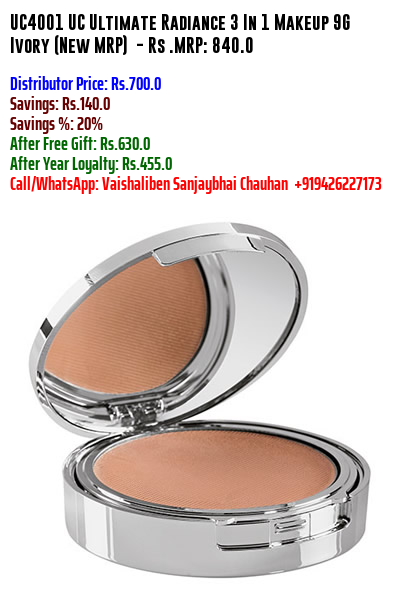 UC4001 UC Ultimate Radiance 3 In 1 Makeup 9G
Ivory (New MRP) - Rs .MRP: 840.0
Distributor Price: Rs.700.0
Savings: Rs.140.0
Savings %: 20%
After Free Gift: Rs.630.0
After Year Loyalty: Rs.455.0
Call/WhatsApp: Vaishaliben Sanjaybhai Chauhan +919426227173